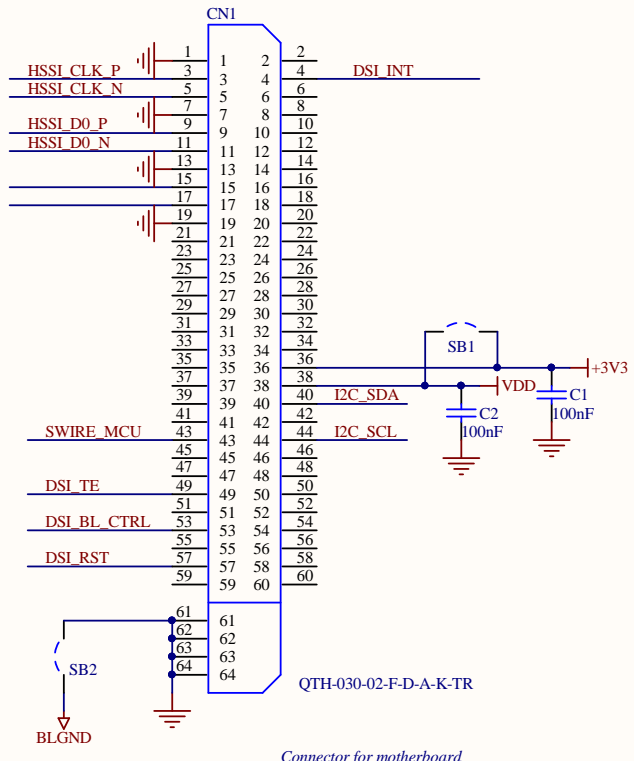 CN1
1 1 2 2
HSSI_CLK_P 3 3 4 4 DSI_INT
HSSI_CLK_N 5 5 6 6
7 7 8 8
HSSI_D0_P 9 9 10 10
HSSI_D0_N 11 11 12 12
13 13 14 14
15 15 16 16
17 17 18 18
19 19 20 20
21 21 22 22
23 23 24 24
25 25 26 26
27 27 28 28
29 29 30 30
31 31 32 32
SB1
33 33 34 34
35 35 36 36 +3V3
37 37 38 38 VDD
39 39 40 40 I2C_SDA C1
41 41 42 42 C2 100nF
SWIRE_MCU 43 43 44 44 I2C_SCL 100nF
45 45 46 46
47 47 48 48
DSI_TE 49 49 50 50
51 51 52 52
DSI_BL_CTRL 53 53 54 54
55 55 56 56
DSI_RST 57 57 58 58
59 59 60 60
61 61
62 62
63 63
SB2 64 64
QTH-030-02-F-D-A-K-TR
BLGND
Connector for motherboard